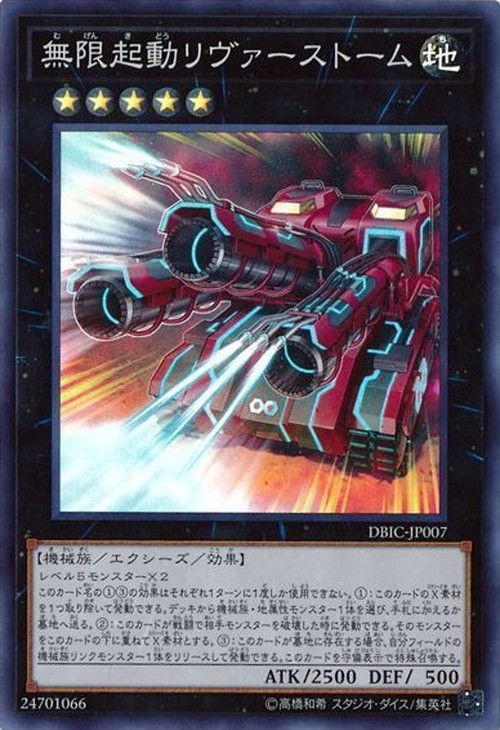 無限起動リヴァーストーム
地
DBIC-JP007
【機械族／エクシーズ／効果】
レベル５モンスター×２
このカード名の①③の効果はそれぞれ１ターンに１度しか使用できない。①：このカードのＸ素材
を１つ取り除いて発動できる。デッキから機械族・地属性モンスター１体を選び、手札に加えるか
墓地へ送る。②：このカードが戦闘で相手モンスターを破壊した時に発動できる。そのモンスター
をこのカードの下に重ねてＸ素材とする。③：このカードが墓地に存在する場合、自分フィールドの
機械族リンクモンスター１体をリリースして発動できる。このカードを守備表示で特殊召喚する。
ATK/2500 DEF/ 500
24701066
©高橋和希 スタジオ・ダイス/集英社